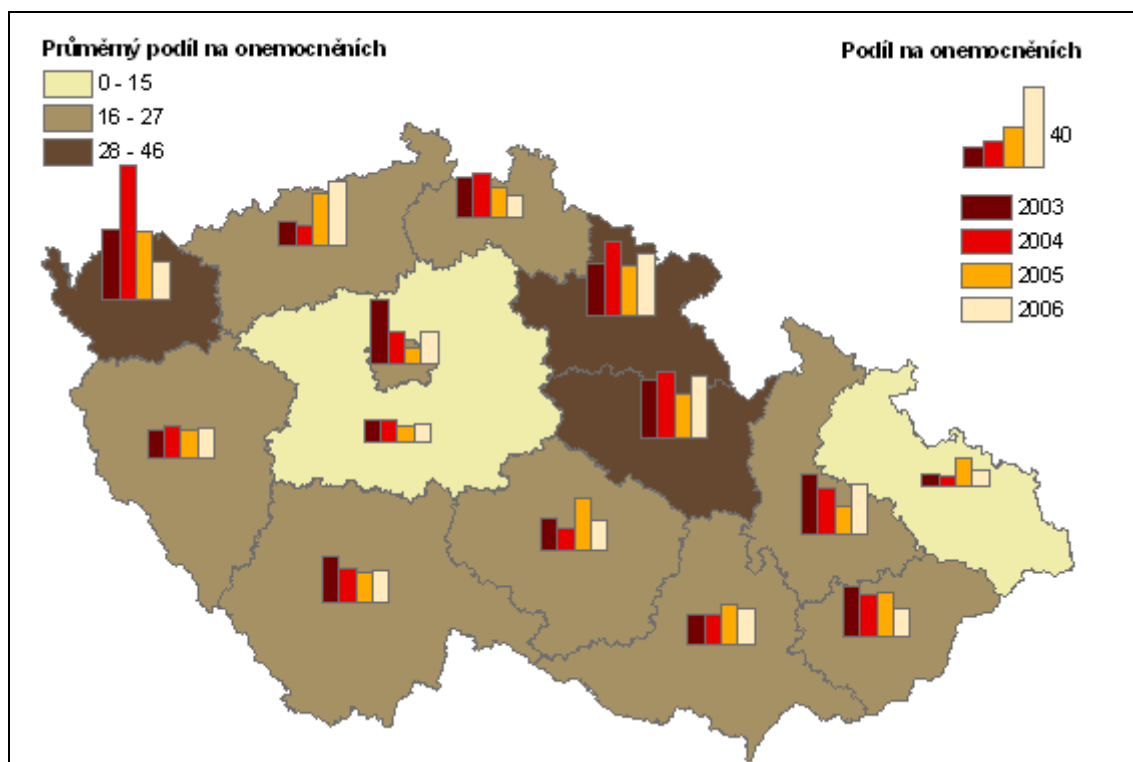 Průměrný podíl na onemocněních
0 - 15
16 - 27
28 - 46
Podíl na onemocněních
40
2003
2004
2005
2006